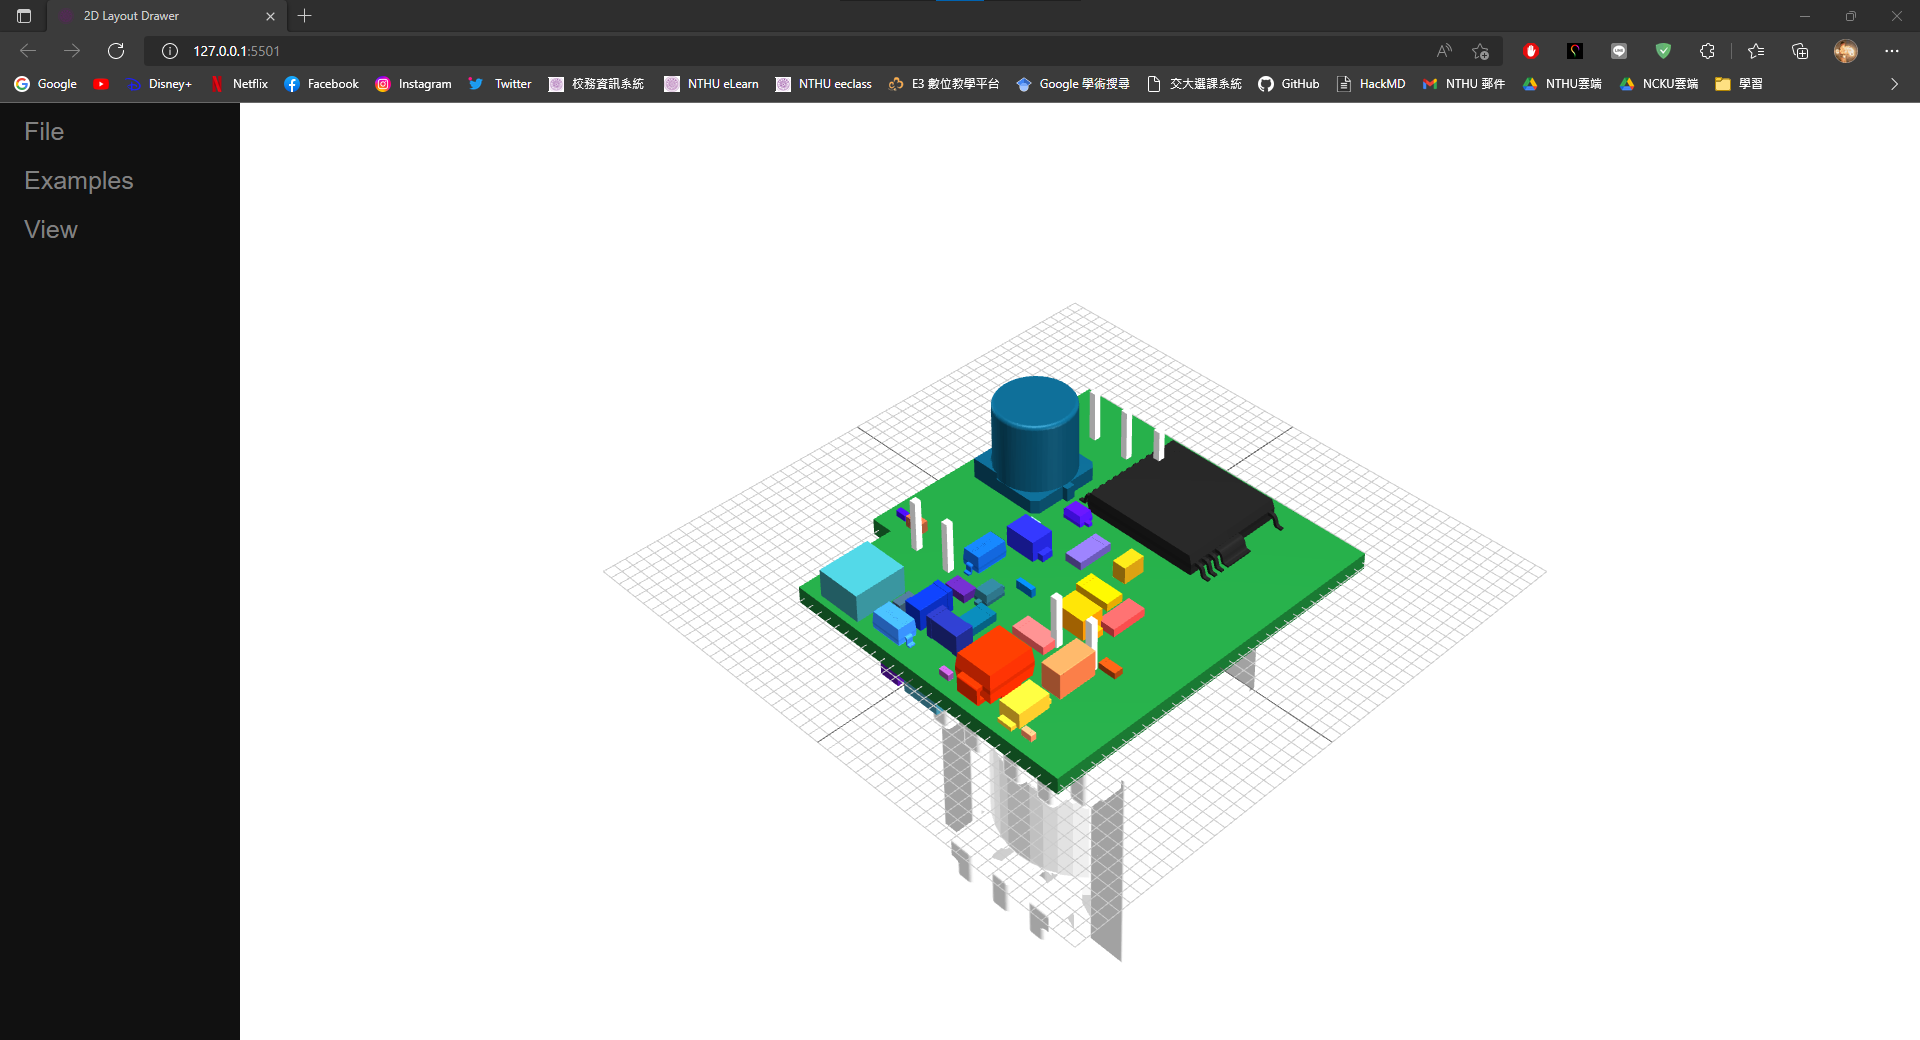 2D Layout Drawer
127.0.0.1:5501
Google Disney+ Netflix Facebook Instagram Twitter 校務資訊系統 NTHU eLearn NTHU eeclass E3 數位教學平台 Google 學術搜尋 交大選課系統 GitHub HackMD NTHU 郵件 NTHU雲端 NCKU雲端 學習
File
Examples
View